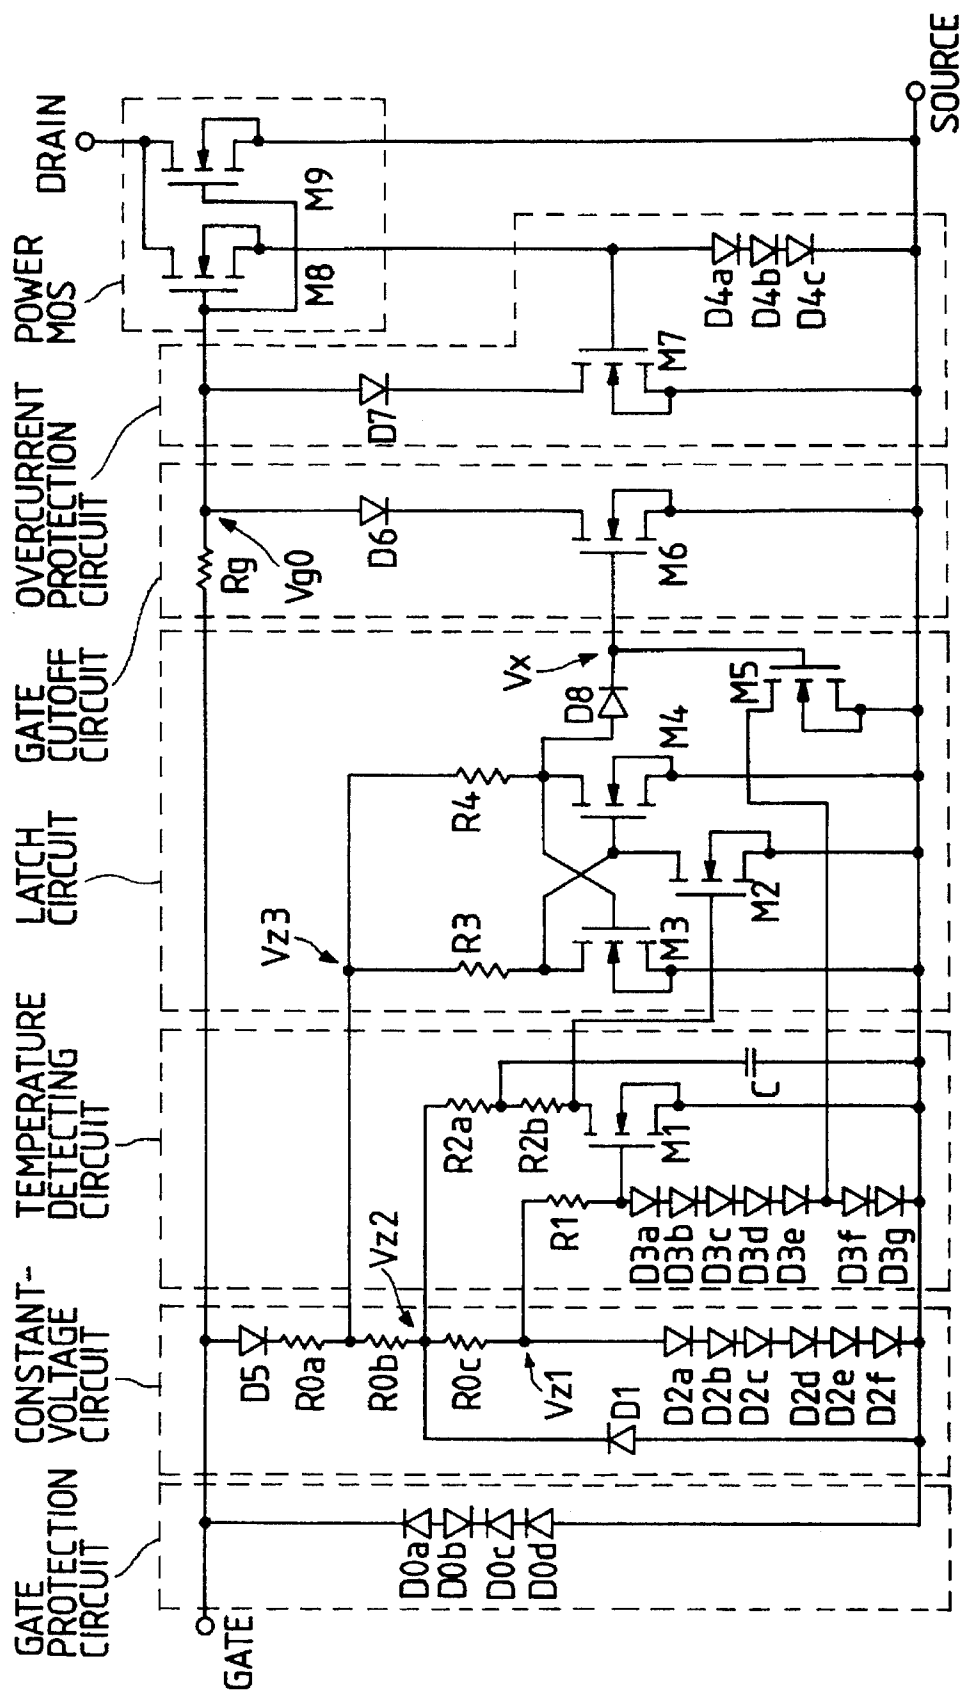 GATE
PROTECTION
CIRCUIT
CONSTANT-
VOLTAGE
CIRCUIT
TEMPERATURE
DETECTING
CIRCUIT
LATCH
CIRCUIT
GATE
CUTOFF
CIRCUIT
OVERCURRENT
PROTECTION
CIRCUIT
POWER
MOS
DRAIN
GATE
SOURCE
D0a
D0b
D0c
D0d
D5
R0a
R0b
R0c
Vz2
Vz1
D1
D2a
D2b
D2c
D2d
D2e
D2f
R1
R2a
R2b
M1
C
D3a
D3b
D3c
D3d
D3e
D3f
D3g
Vz3
R3
R4
M3
M4
M2
D8
Vx
M5
Rg
Vg0
D6
M6
D7
M7
D4a
D4b
D4c
M8
M9